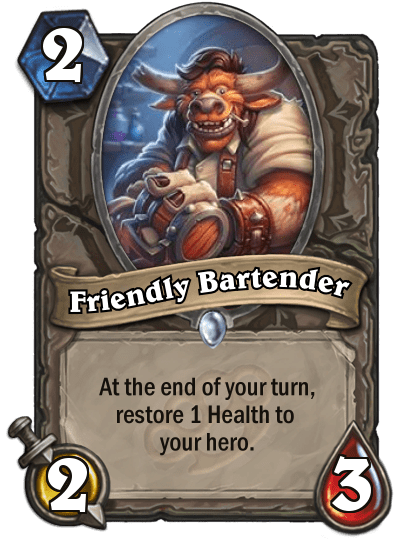 2
Friendly Bartender
At the end of your turn,
restore 1 Health to
your hero.
2
3